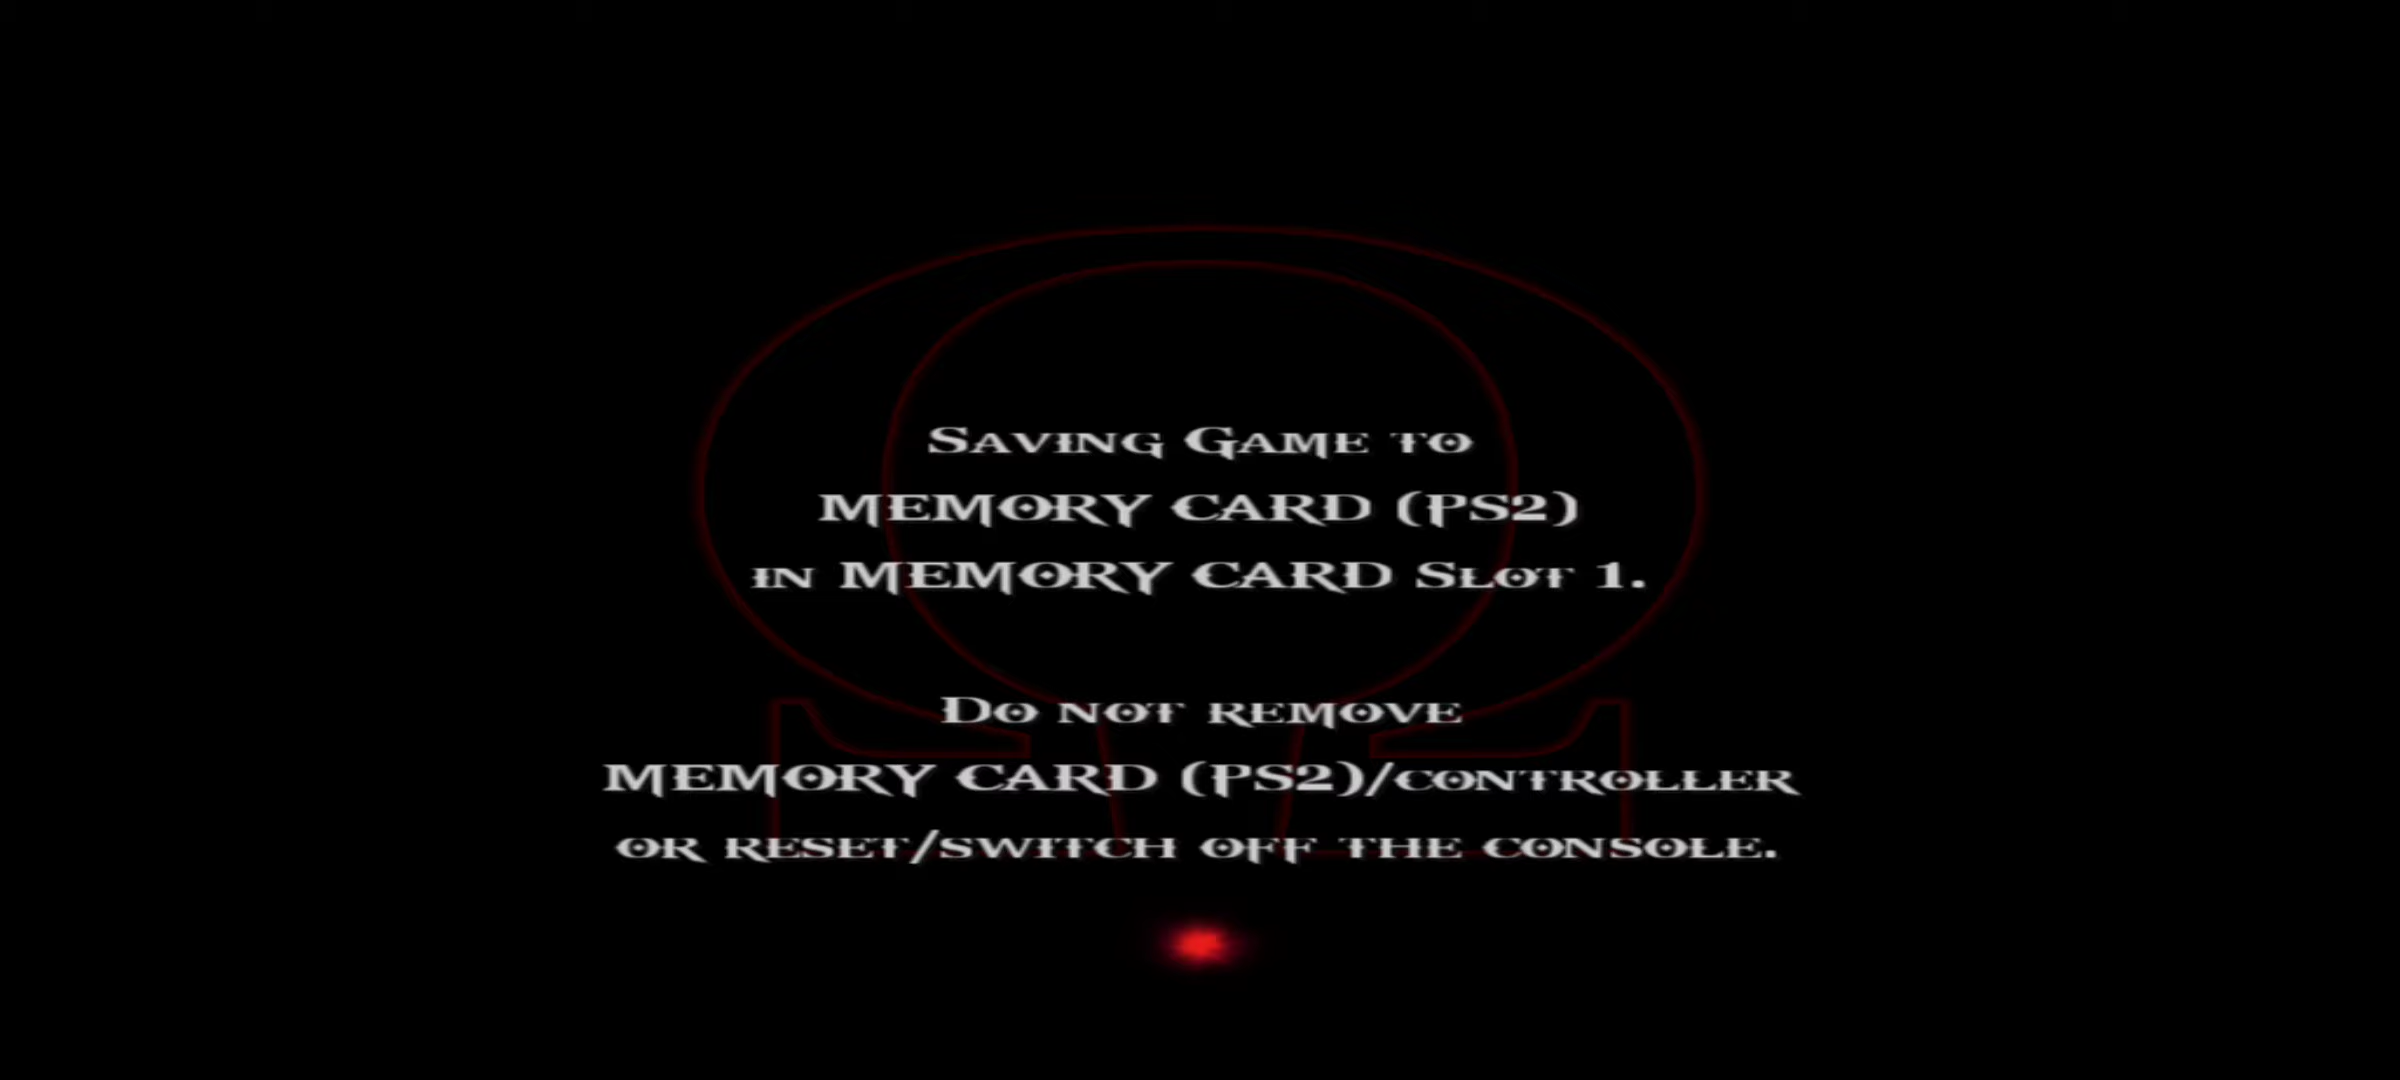 Saving Game to
MEMORY CARD (PS2)
in MEMORY CARD Slot 1.
Do not remove
MEMORY CARD (PS2)/controller
or reset/switch off the console.